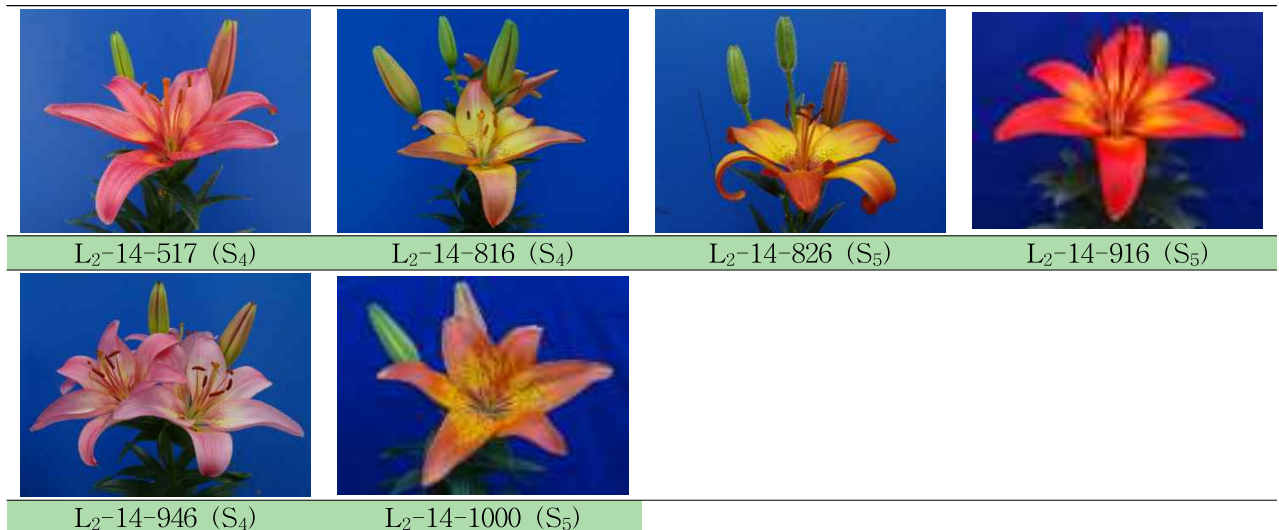 L₂-14-517 (S₄) L₂-14-816 (S₄) L₂-14-826 (S₅) L₂-14-916 (S₅)
L₂-14-946 (S₄) L₂-14-1000 (S₅)